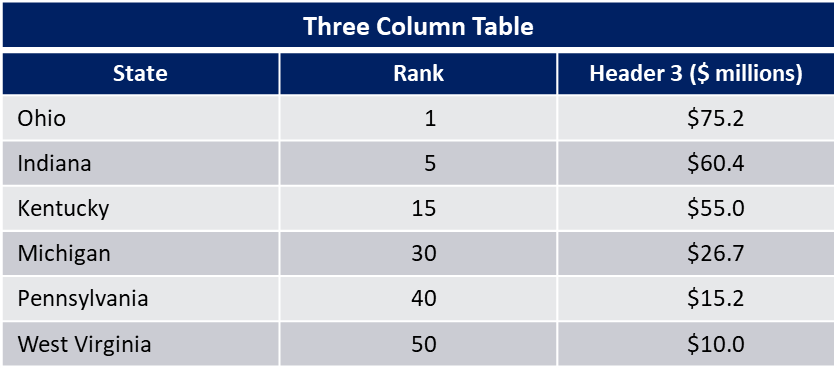 Three Column Table
State Rank Header 3 ($ millions)
Ohio 1 $75.2
Indiana 5 $60.4
Kentucky 15 $55.0
Michigan 30 $26.7
Pennsylvania 40 $15.2
West Virginia 50 $10.0